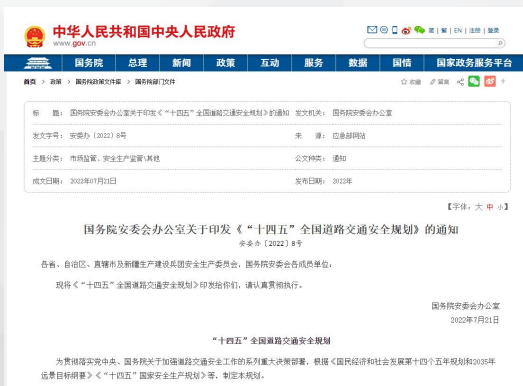 中华人民共和国中央人民政府
www.gov.cn
简 | 繁 | EN | 注册 | 登录
国务院 总理 新闻 政策 互动 服务 数据 国情 国家政务服务平台
首页 > 政策 > 国务院政策文件库 > 国务院部门文件
收藏 留言
标 题: 国务院安委会办公室关于印发《“十四五”全国道路交通安全规划》的通知 发文机关: 国务院安委会办公室
发文字号: 安委办〔2022〕8号 来 源: 应急部网站
主题分类: 市场监管、安全生产监管\其他 公文种类: 通知
成文日期: 2022年07月21日 发布日期: 2022年
【字体: 大 中 小】
国务院安委会办公室关于印发《“十四五”全国道路交通安全规划》的通知
安委办〔2022〕8号
各省、自治区、直辖市及新疆生产建设兵团安全生产委员会, 国务院安委会各成员单位:
现将《“十四五”全国道路交通安全规划》印发给你们, 请认真贯彻执行。
国务院安委会办公室
2022年7月21日
“十四五”全国道路交通安全规划
为贯彻落实党中央、国务院关于加强道路交通安全工作的系列重大决策部署, 根据《国民经济和社会发展第十四个五年规划和2035年
远景目标纲要》《“十四五”国家安全生产规划》等, 制定本规划。